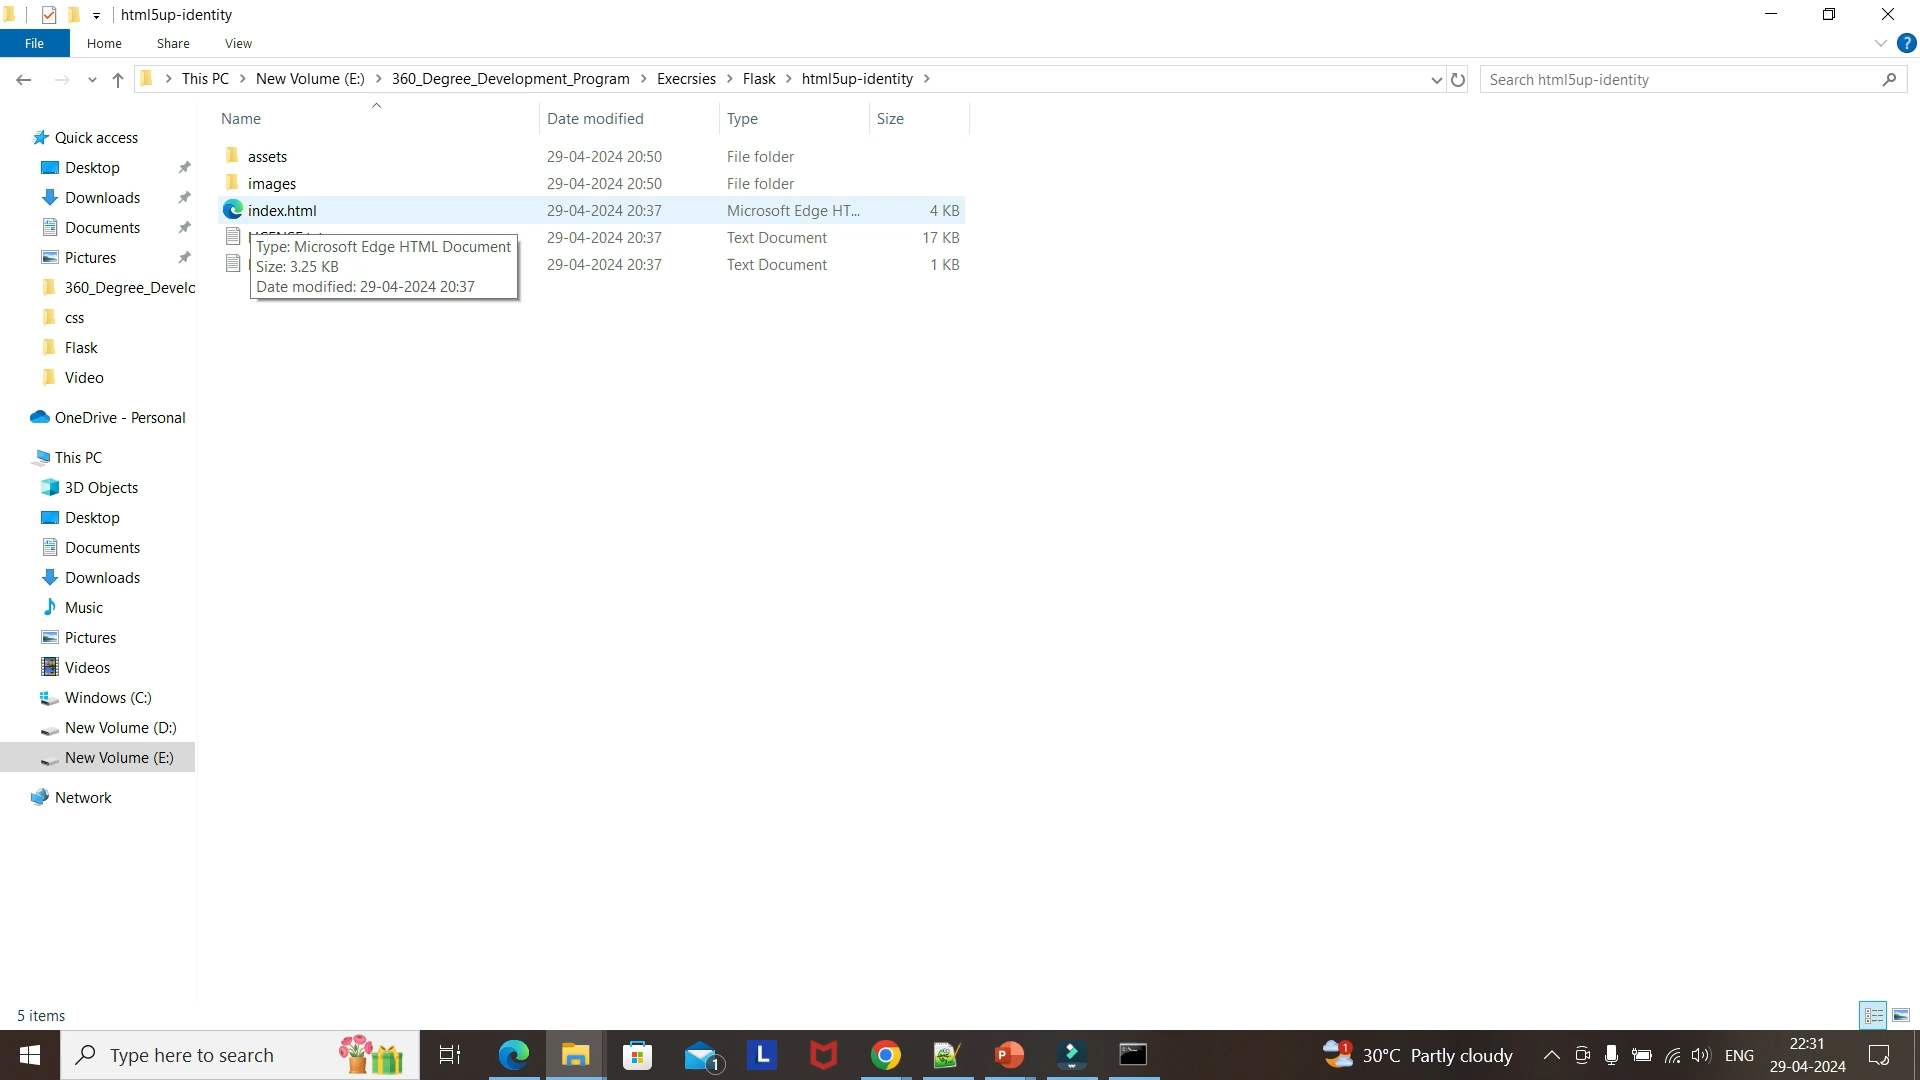 html5up-identity
File Home Share View
This PC New Volume (E:) 360_Degree_Development_Program Execrsies Flask html5up-identity
Search html5up-identity
Name Date modified Type Size
Quick access
Desktop
Downloads
Documents
Pictures
360_Degree_Develo
css
Flask
Video
OneDrive - Personal
This PC
3D Objects
Desktop
Documents
Downloads
Music
Pictures
Videos
Windows (C:)
New Volume (D:)
New Volume (E:)
Network
assets 29-04-2024 20:50 File folder
images 29-04-2024 20:50 File folder
index.html 29-04-2024 20:37 Microsoft Edge HT... 4 KB
29-04-2024 20:37 Text Document 17 KB
29-04-2024 20:37 Text Document 1 KB
Type: Microsoft Edge HTML Document
Size: 3.25 KB
Date modified: 29-04-2024 20:37
5 items
Type here to search
1
L
1
30°C Partly cloudy
ENG
22:31
29-04-2024